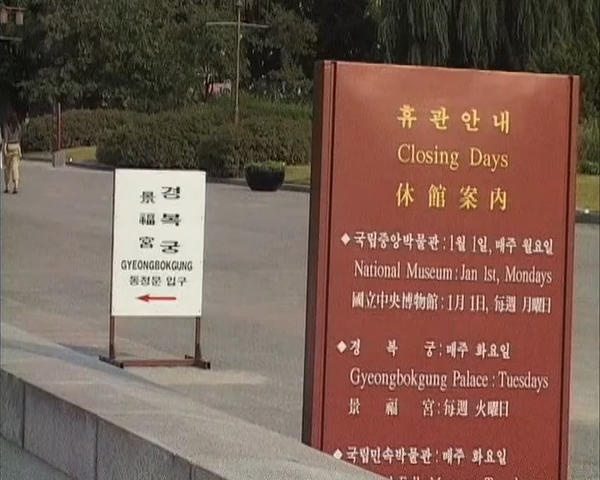 경복궁
景福宮
GYEONGBOKGUNG
동정문 입구
휴관안내
Closing Days
休館案內
◆국립중앙박물관 : 1월 1일, 매주 월요일
National Museum : Jan 1st, Mondays
國立中央博物館 : 1月 1日, 每週 月曜日
◆경 복 궁 : 매주 화요일
Gyeongbokgung Palace : Tuesdays
景 福 宮 : 每週 火曜日
◆국립민속박물관 : 매주 화요일